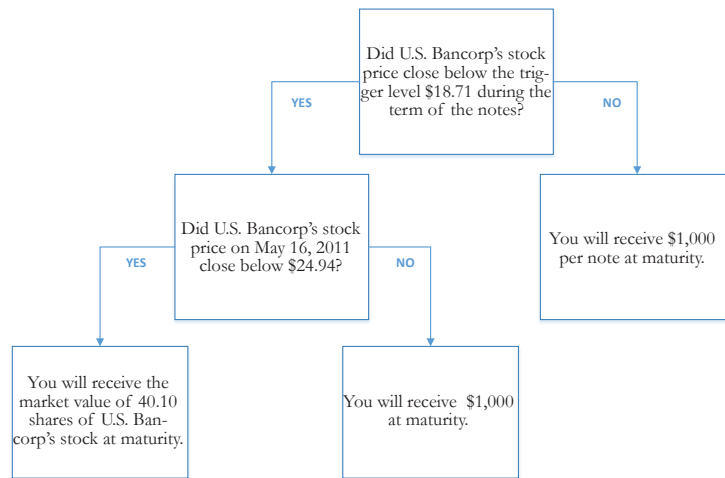 Did U.S. Bancorp's stock
price close below the trig-
ger level $18.71 during the
term of the notes?
YES
NO
Did U.S. Bancorp's stock
price on May 16, 2011
close below $24.94?
You will receive $1,000
per note at maturity.
YES
NO
You will receive the
market value of 40.10
shares of U.S. Ban-
corp's stock at maturity.
You will receive $1,000
at maturity.